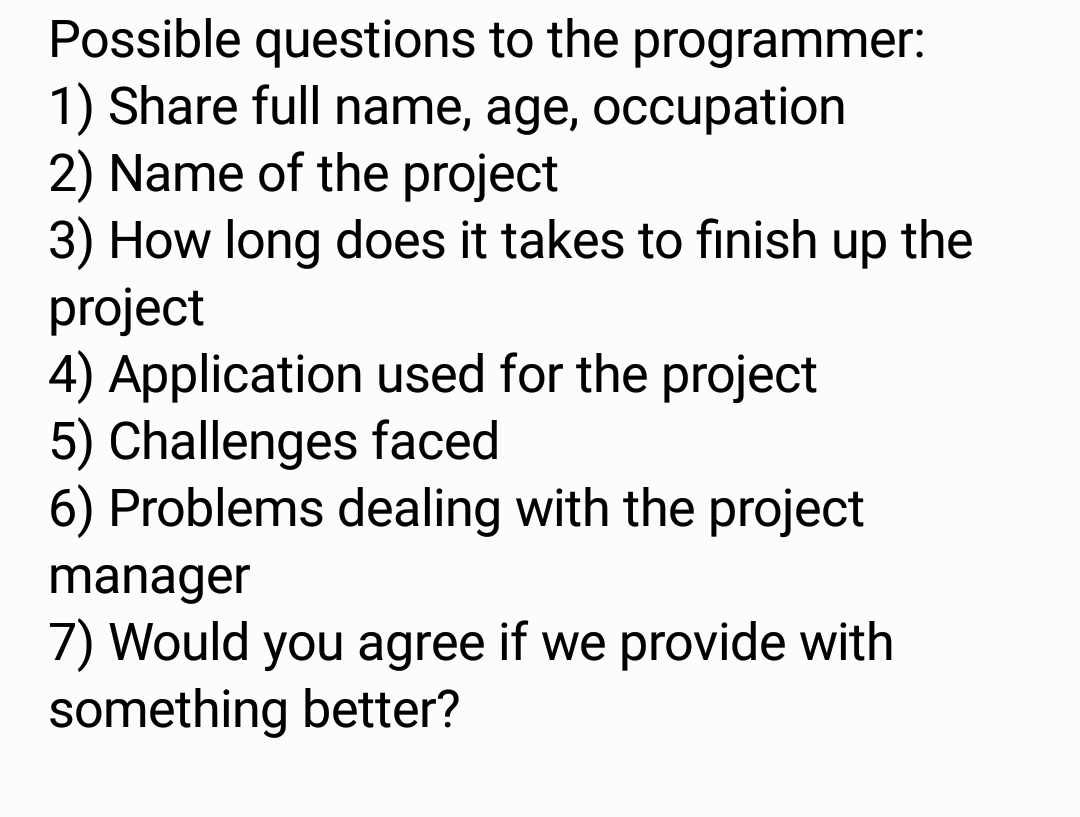 Possible questions to the programmer:
1) Share full name, age, occupation
2) Name of the project
3) How long does it takes to finish up the
project
4) Application used for the project
5) Challenges faced
6) Problems dealing with the project
manager
7) Would you agree if we provide with
something better?